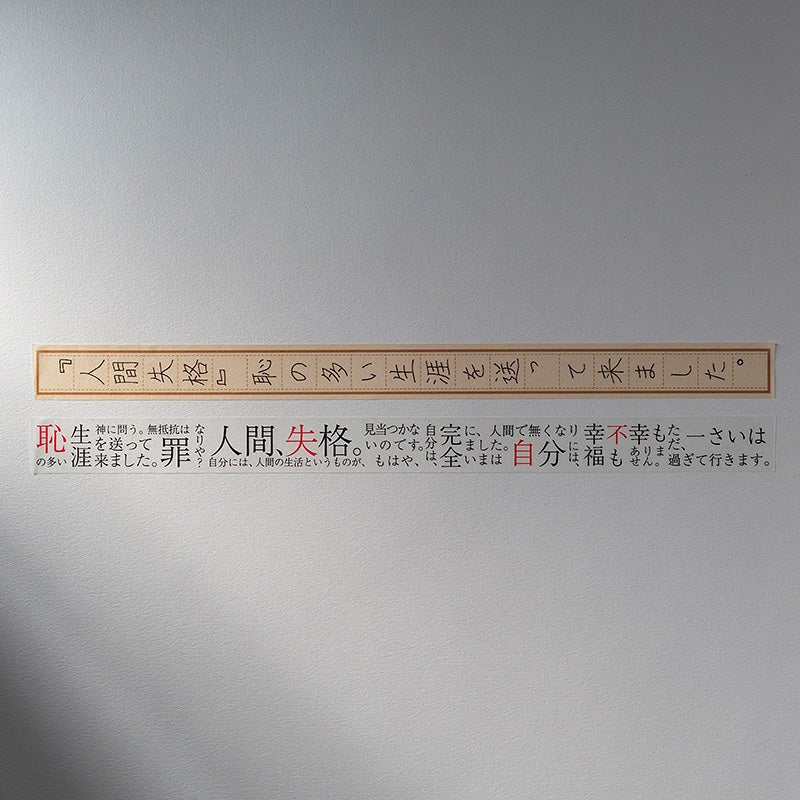 『人間失格』恥の多い生涯を送って来ました。
恥の多い生涯を送って来ました。
神に問う。無抵抗は罪なりや?
人間、失格。
自分には、人間の生活というものが、見当つかないのです。
もはや、自分は、完全に、人間で無くなりました。
いまは自分には、幸福も不幸もありません。
ただ、一さいは過ぎて行きます。